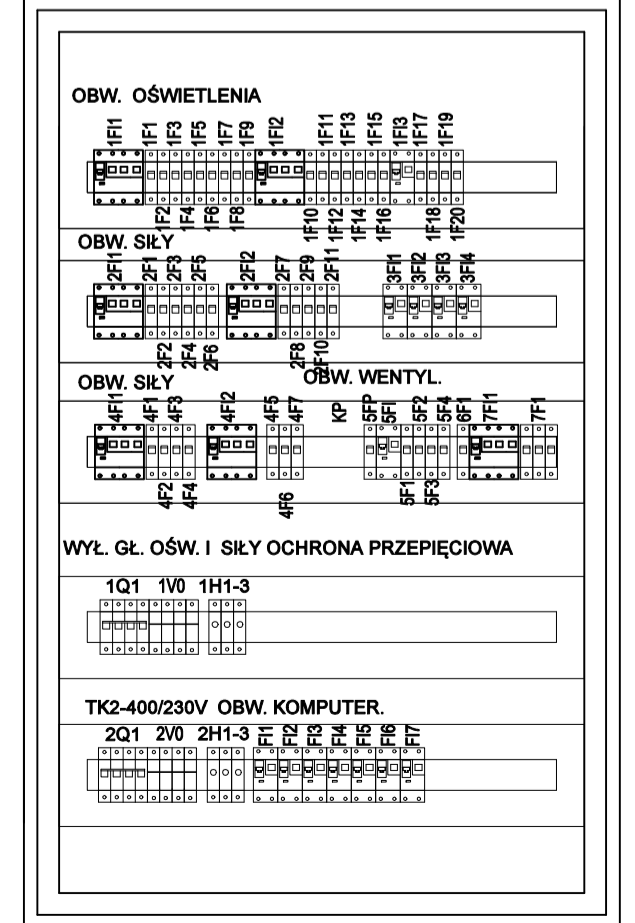 OBW. OŚWIETLENIA
1FI1 1F1 1F3 1F5 1F7 1F9 1FI2 1F11 1F13 1F15 1FI3 1F17 1F19
1F2 1F4 1F6 1F8 1F10 1F12 1F14 1F16 1F18 1F20
OBW. SIŁY
2FI1 2F1 2F3 2F5 2FI2 2F7 2F9 2F11 3FI1 3FI2 3FI3 3FI4
2F2 2F4 2F6 2F8 2F10
OBW. SIŁY OBW. WENTYL.
4FI1 4F1 4F3 4FI2 4F5 4F7 KP 5FP 5FI 5F2 5F4 6F1 7FI1 7F1
4F2 4F4 4F6 5F1 5F3
WYŁ. GŁ. OŚW. I SIŁY OCHRONA PRZEPIĘCIOWA
1Q1 1V0 1H1-3
TK2-400/230V OBW. KOMPUTER.
2Q1 2V0 2H1-3 FI1 FI2 FI3 FI4 FI5 FI6 FI7